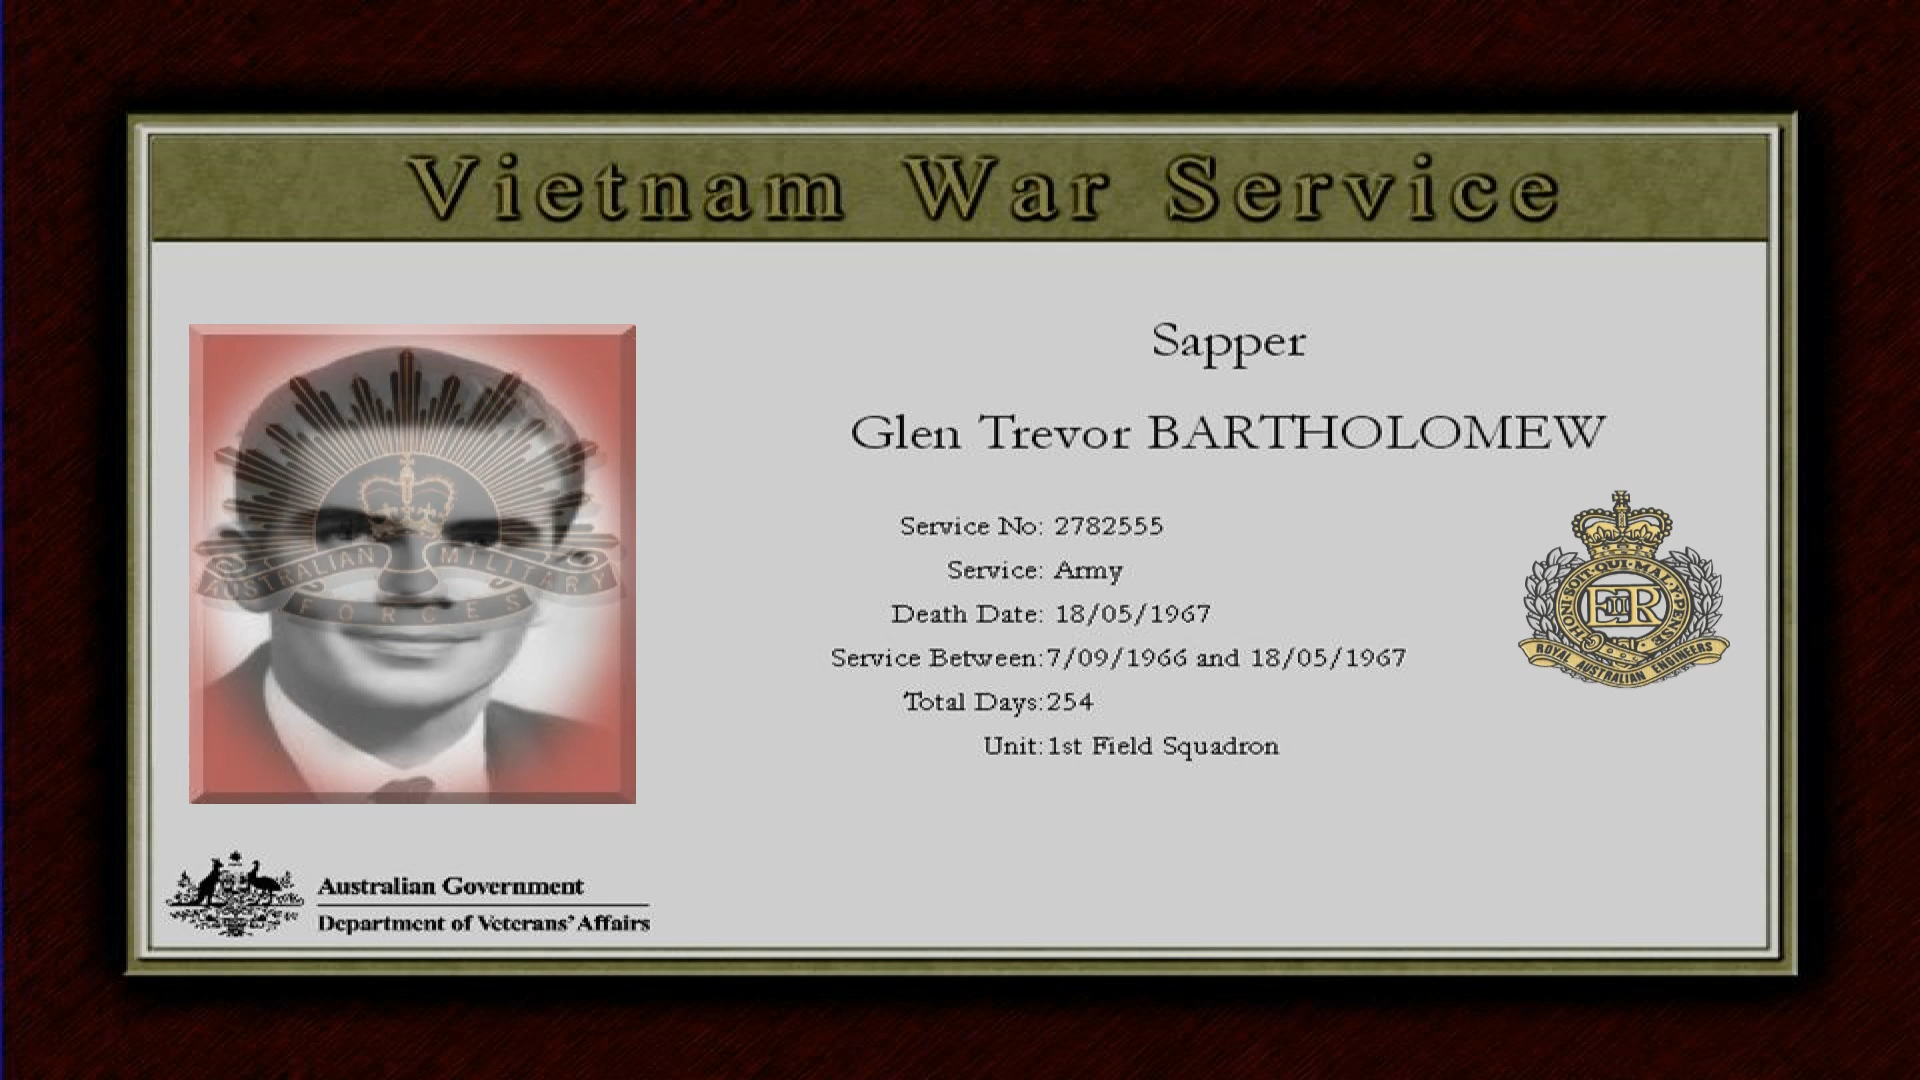 Vietnam War Service
Sapper
Glen Trevor BARTHOLOMEW
Service No: 2782555
Service: Army
Death Date: 18/05/1967
Service Between:7/09/1966 and 18/05/1967
Total Days:254
Unit:1st Field Squadron
AUSTRALIAN MILITARY
FORCES
HONI·SOIT·QUI·MAL·Y·PENSE
EIIR
ROYAL AUSTRALIAN ENGINEERS
Australian Government
Department of Veterans' Affairs